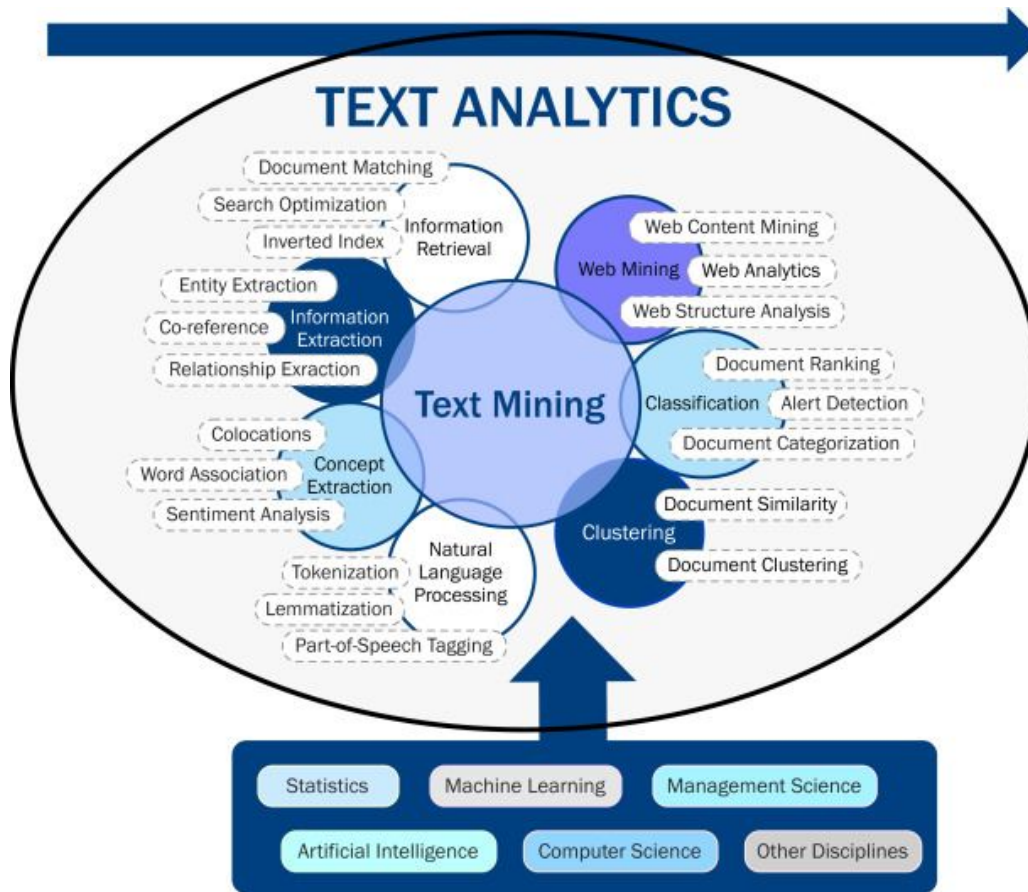 TEXT ANALYTICS
Document Matching
Search Optimization
Inverted Index
Information
Retrieval
Entity Extraction
Co-reference
Relationship Exraction
Information
Extraction
Colocations
Word Association
Sentiment Analysis
Concept
Extraction
Tokenization
Lemmatization
Part-of-Speech Tagging
Natural
Language
Processing
Text Mining
Web Mining
Web Content Mining
Web Analytics
Web Structure Analysis
Classification
Document Ranking
Alert Detection
Document Categorization
Clustering
Document Similarity
Document Clustering
Statistics
Machine Learning
Management Science
Artificial Intelligence
Computer Science
Other Disciplines